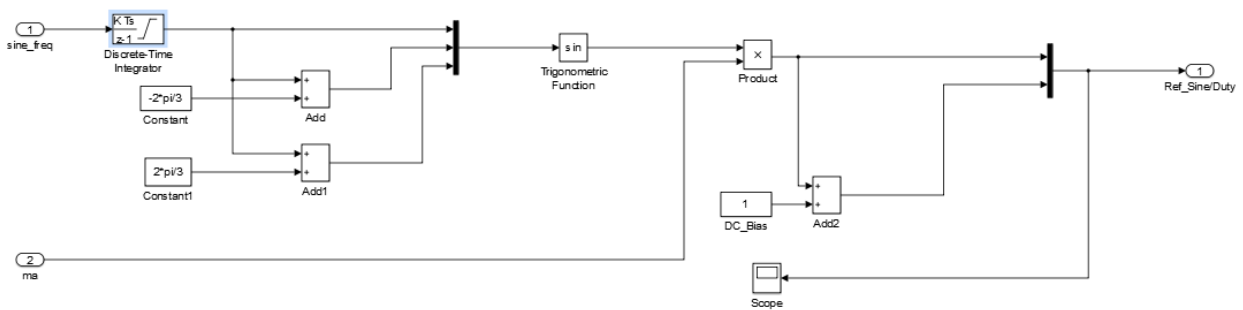 1
sine_freq
K Ts
z-1
Discrete-Time
Integrator
-2*pi/3
Constant
2*pi/3
Constant1
+
+
Add
+
+
Add1
sin
Trigonometric
Function
×
Product
1
DC_Bias
+
+
Add2
1
Ref_Sine/Duty
2
ma
Scope